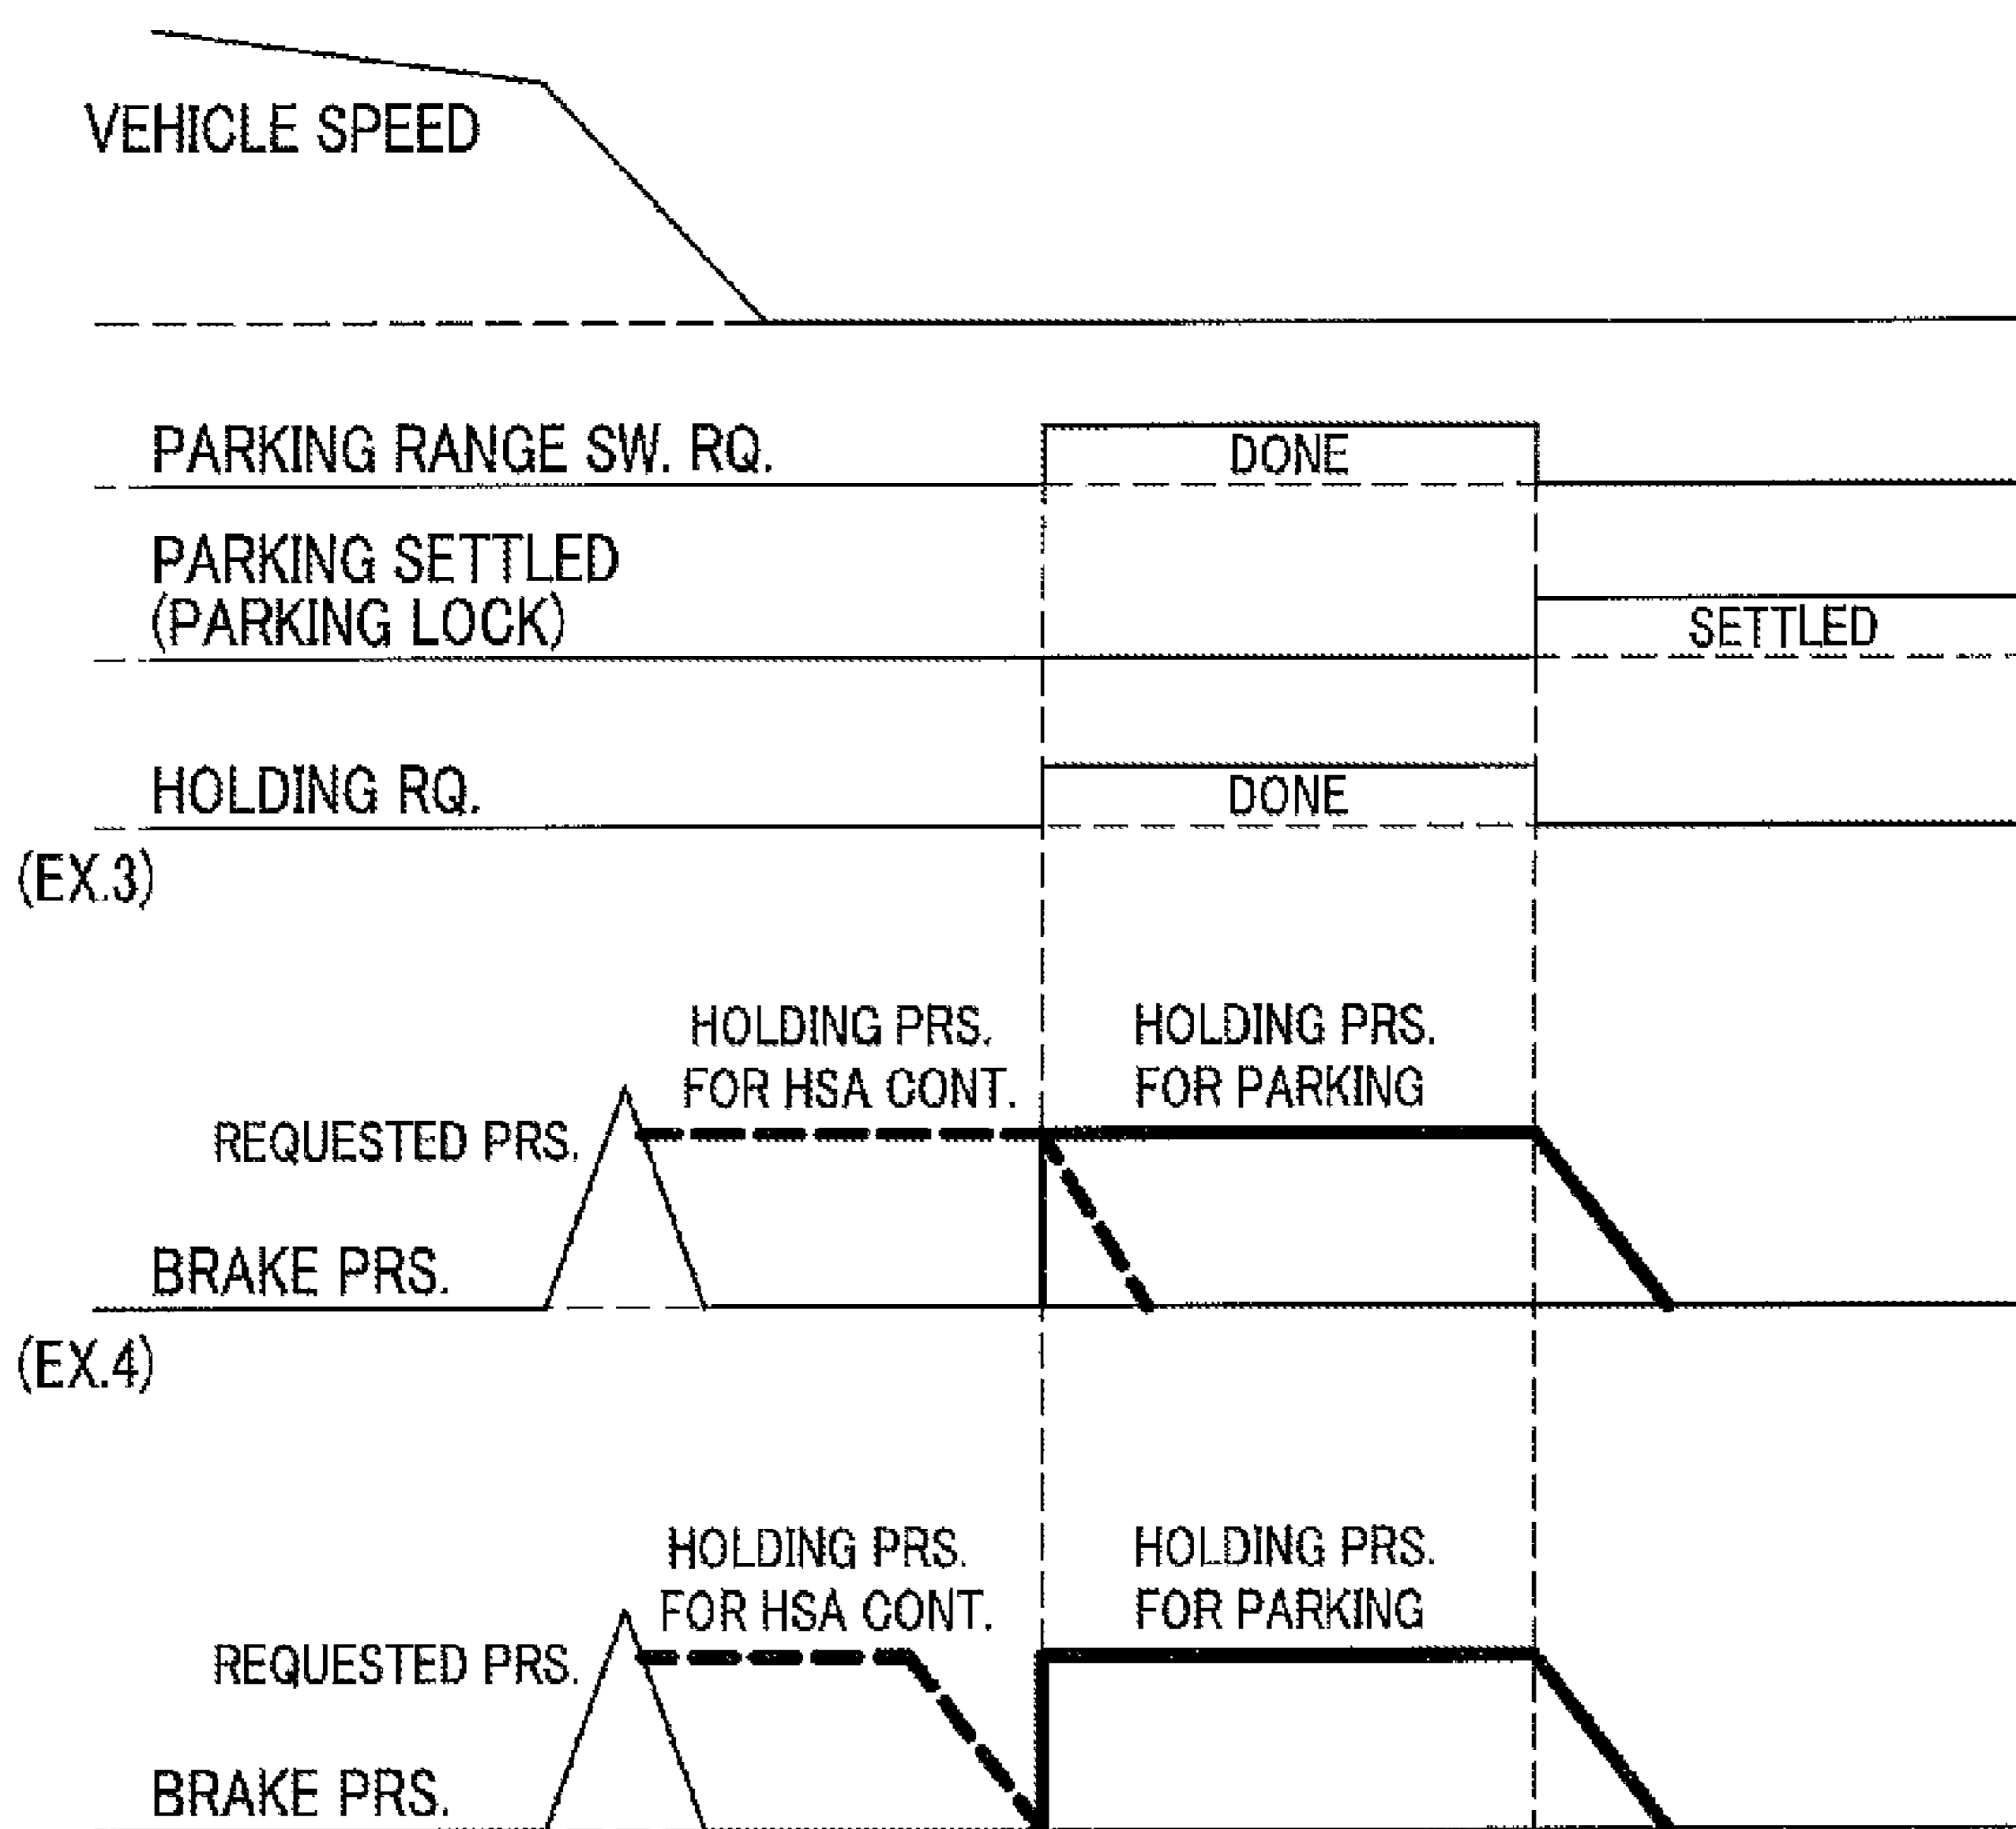 VEHICLE SPEED
PARKING RANGE SW. RQ.
DONE
PARKING SETTLED
(PARKING LOCK)
SETTLED
HOLDING RQ.
DONE
(EX.3)
HOLDING PRS.
FOR HSA CONT.
HOLDING PRS.
FOR PARKING
REQUESTED PRS.
BRAKE PRS.
(EX.4)
HOLDING PRS.
FOR HSA CONT.
HOLDING PRS.
FOR PARKING
REQUESTED PRS.
BRAKE PRS.